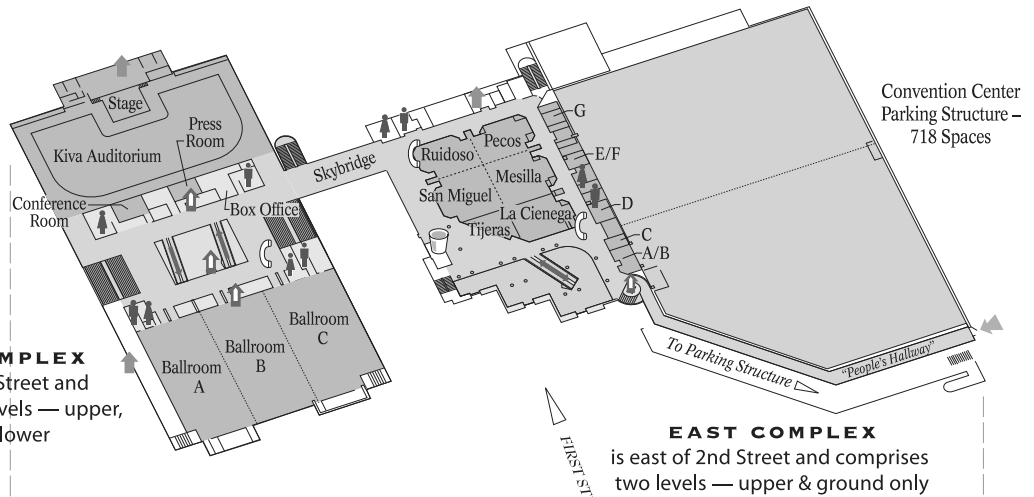 Stage
Press
Room
Kiva Auditorium
Conference
Room
Box Office
Skybridge
Ruidoso
Pecos
San Miguel
Mesilla
La Cienega
Tijeras
G
E/F
D
C
A/B
Convention Center
Parking Structure –
718 Spaces
Ballroom
A
Ballroom
B
Ballroom
C
To Parking Structure
"People's Hallway"
MPLEX
Street and
vels — upper,
lower
FIRST ST
EAST COMPLEX
is east of 2nd Street and comprises
two levels — upper & ground only